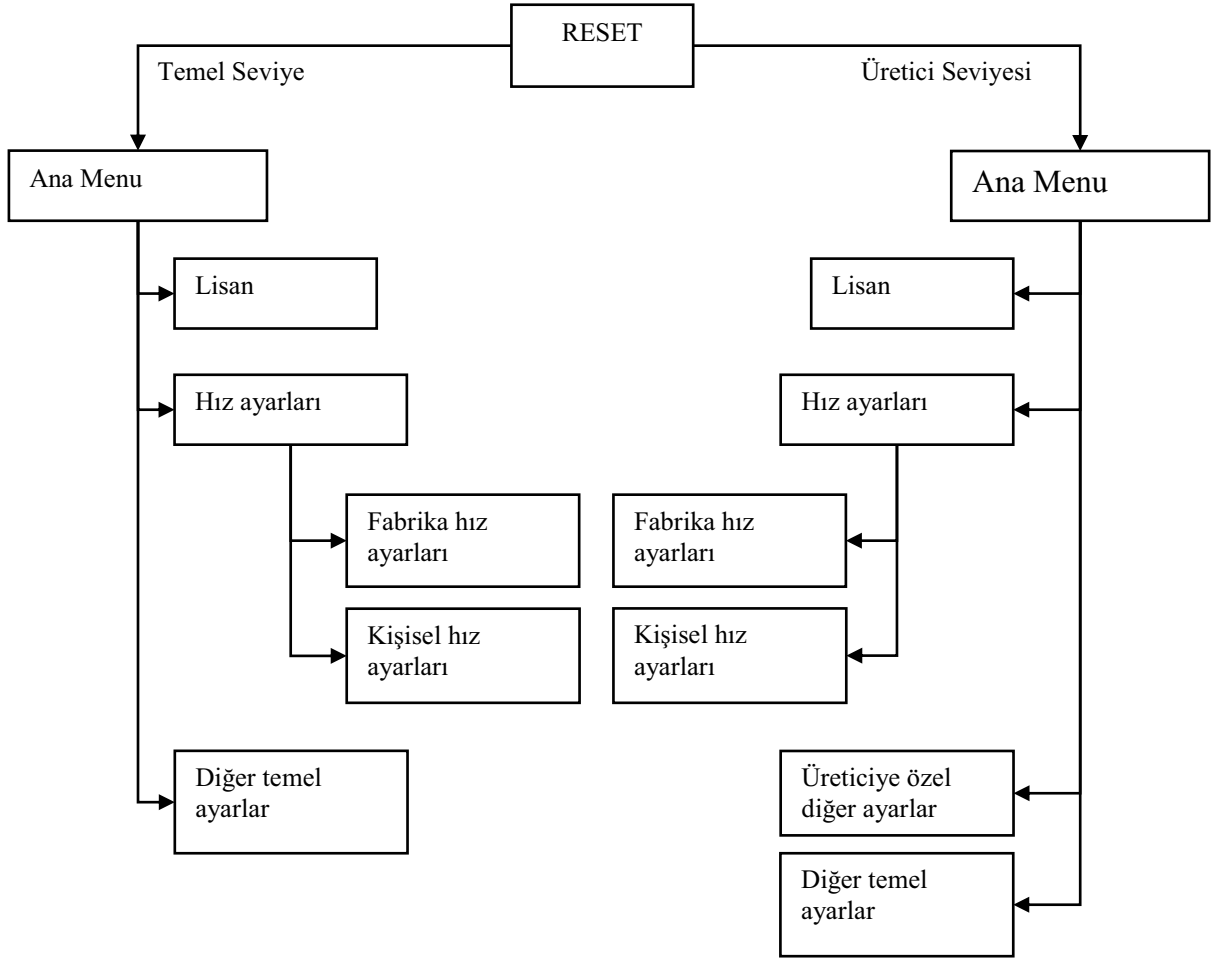 RESET
Temel Seviye
Üretici Seviyesi
Ana Menu
Ana Menu
Lisan
Lisan
Hız ayarları
Hız ayarları
Fabrika hız
ayarları
Fabrika hız
ayarları
Kişisel hız
ayarları
Kişisel hız
ayarları
Diğer temel
ayarlar
Üreticiye özel
diğer ayarlar
Diğer temel
ayarlar